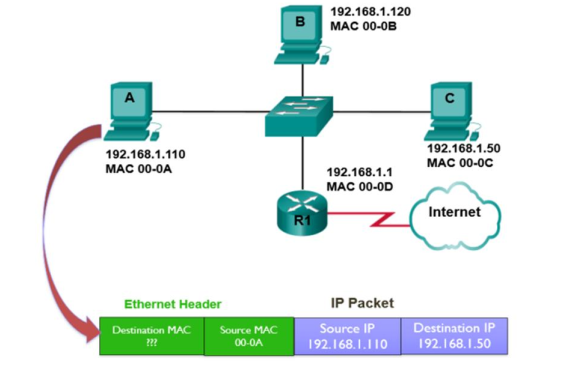 192.168.1.120
MAC 00-0B
B
A
C
192.168.1.110
MAC 00-0A
192.168.1.50
MAC 00-0C
192.168.1.1
MAC 00-0D
R1
Internet
Ethernet Header
IP Packet
Destination MAC
???
Source MAC
00-0A
Source IP
192.168.1.110
Destination IP
192.168.1.50